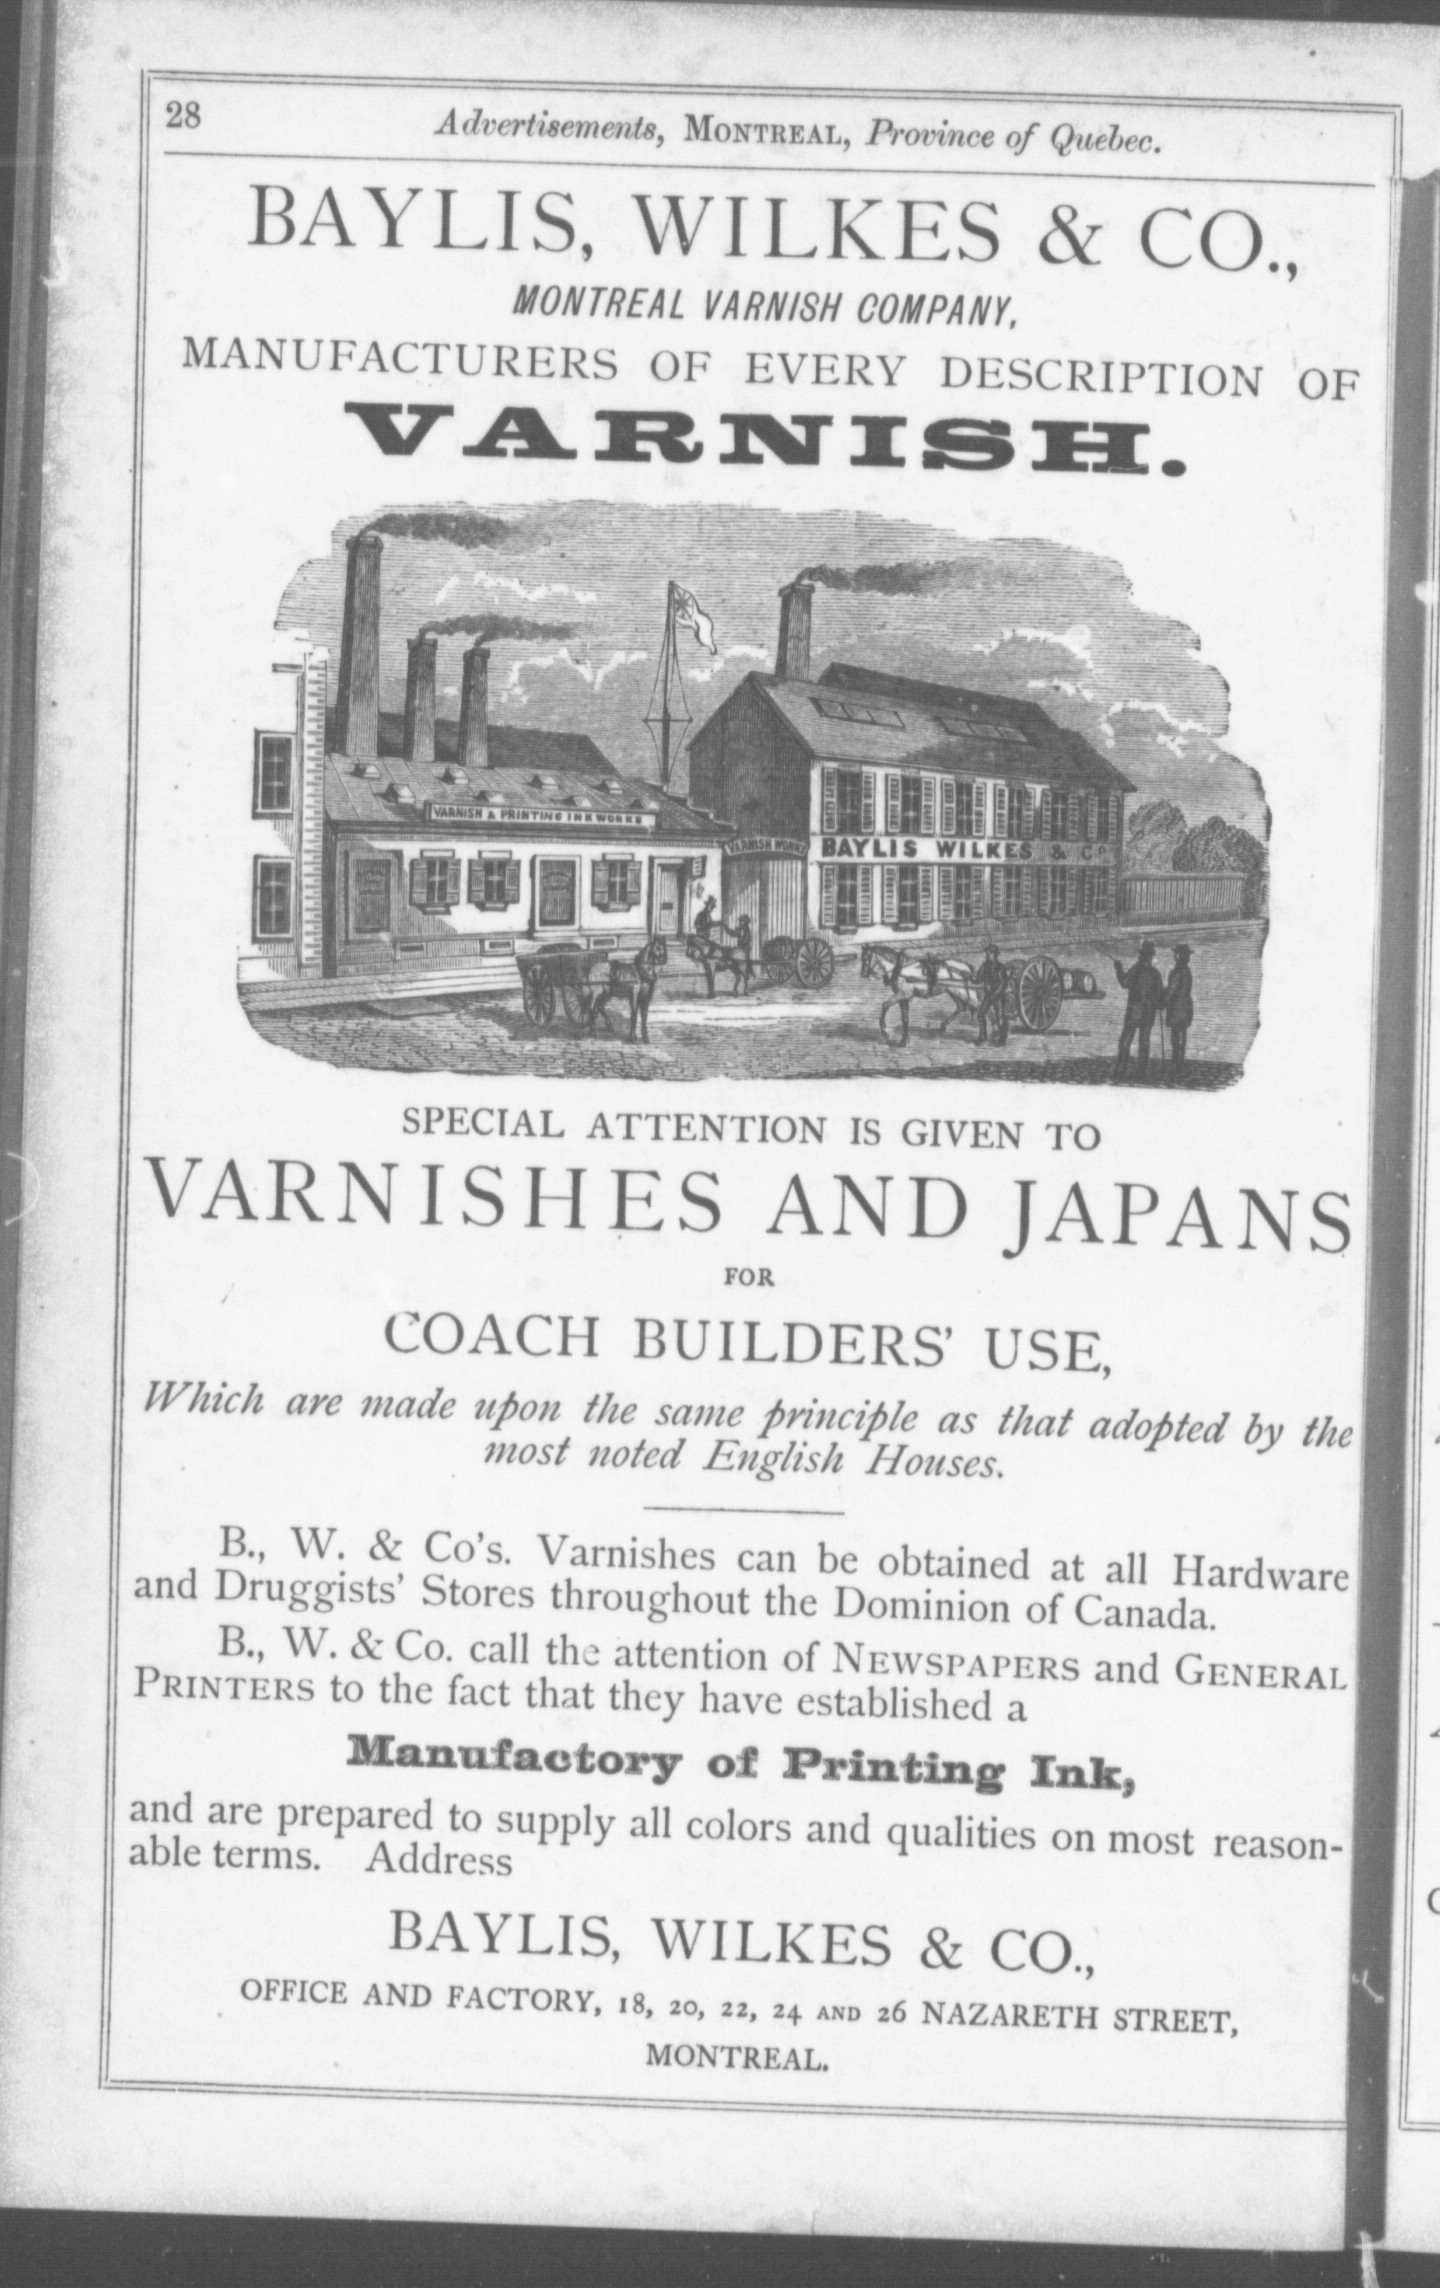 28
Advertisements, MONTREAL, Province of Quebec.
BAYLIS, WILKES & CO.,
MONTREAL VARNISH COMPANY,
MANUFACTURERS OF EVERY DESCRIPTION OF
VARNISH.
VARNISH & PRINTING INK WORKS
VARNISH WORKS
BAYLIS WILKES & Co
SPECIAL ATTENTION IS GIVEN TO
VARNISHES AND JAPANS
FOR
COACH BUILDERS' USE,
Which are made upon the same principle as that adopted by the
most noted English Houses.
B., W. & Co's. Varnishes can be obtained at all Hardware
and Druggists' Stores throughout the Dominion of Canada.
B., W. & Co. call the attention of NEWSPAPERS and GENERAL
PRINTERS to the fact that they have established a
Manufactory of Printing Ink,
and are prepared to supply all colors and qualities on most reason-
able terms. Address
BAYLIS, WILKES & CO.,
OFFICE AND FACTORY, 18, 20, 22, 24 AND 26 NAZARETH STREET,
MONTREAL.